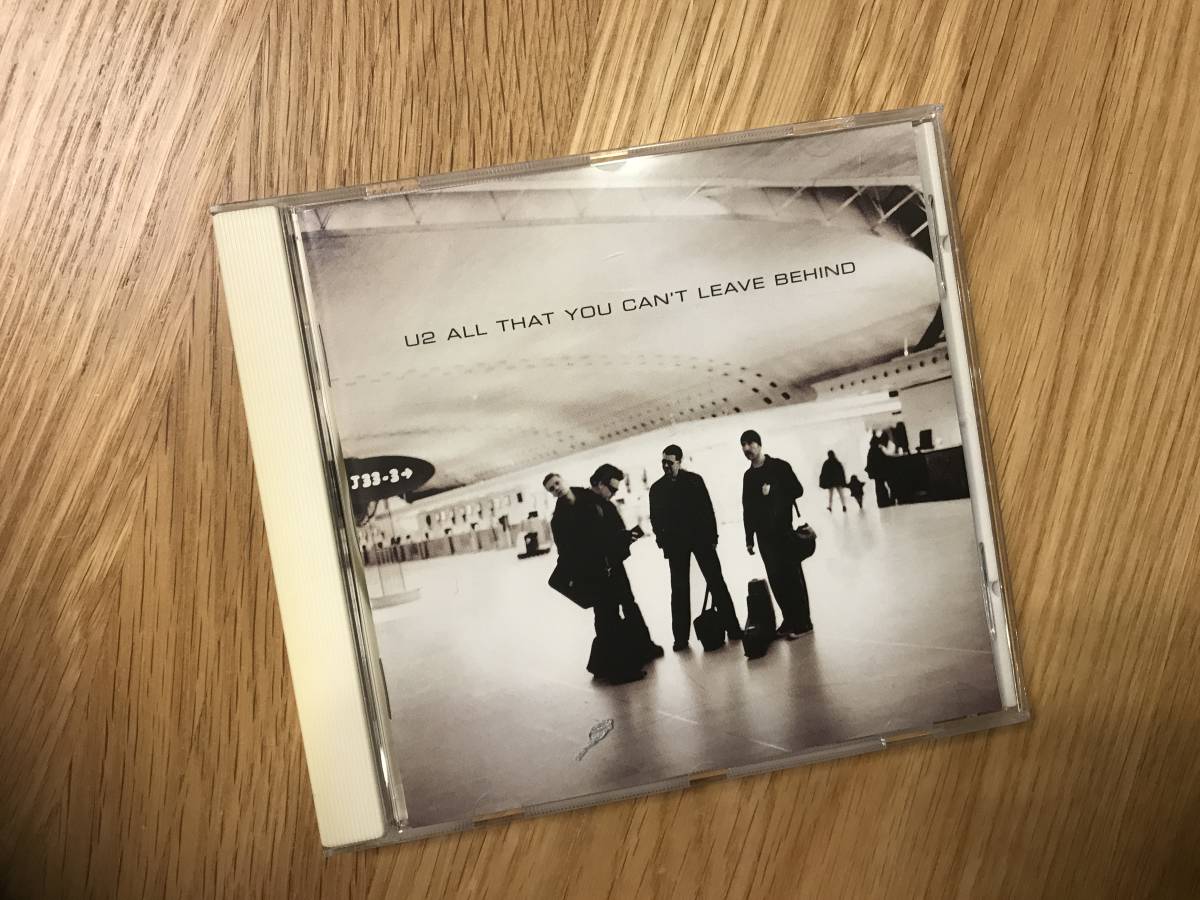 U2 ALL THAT YOU CAN'T LEAVE BEHIND
J33-3→